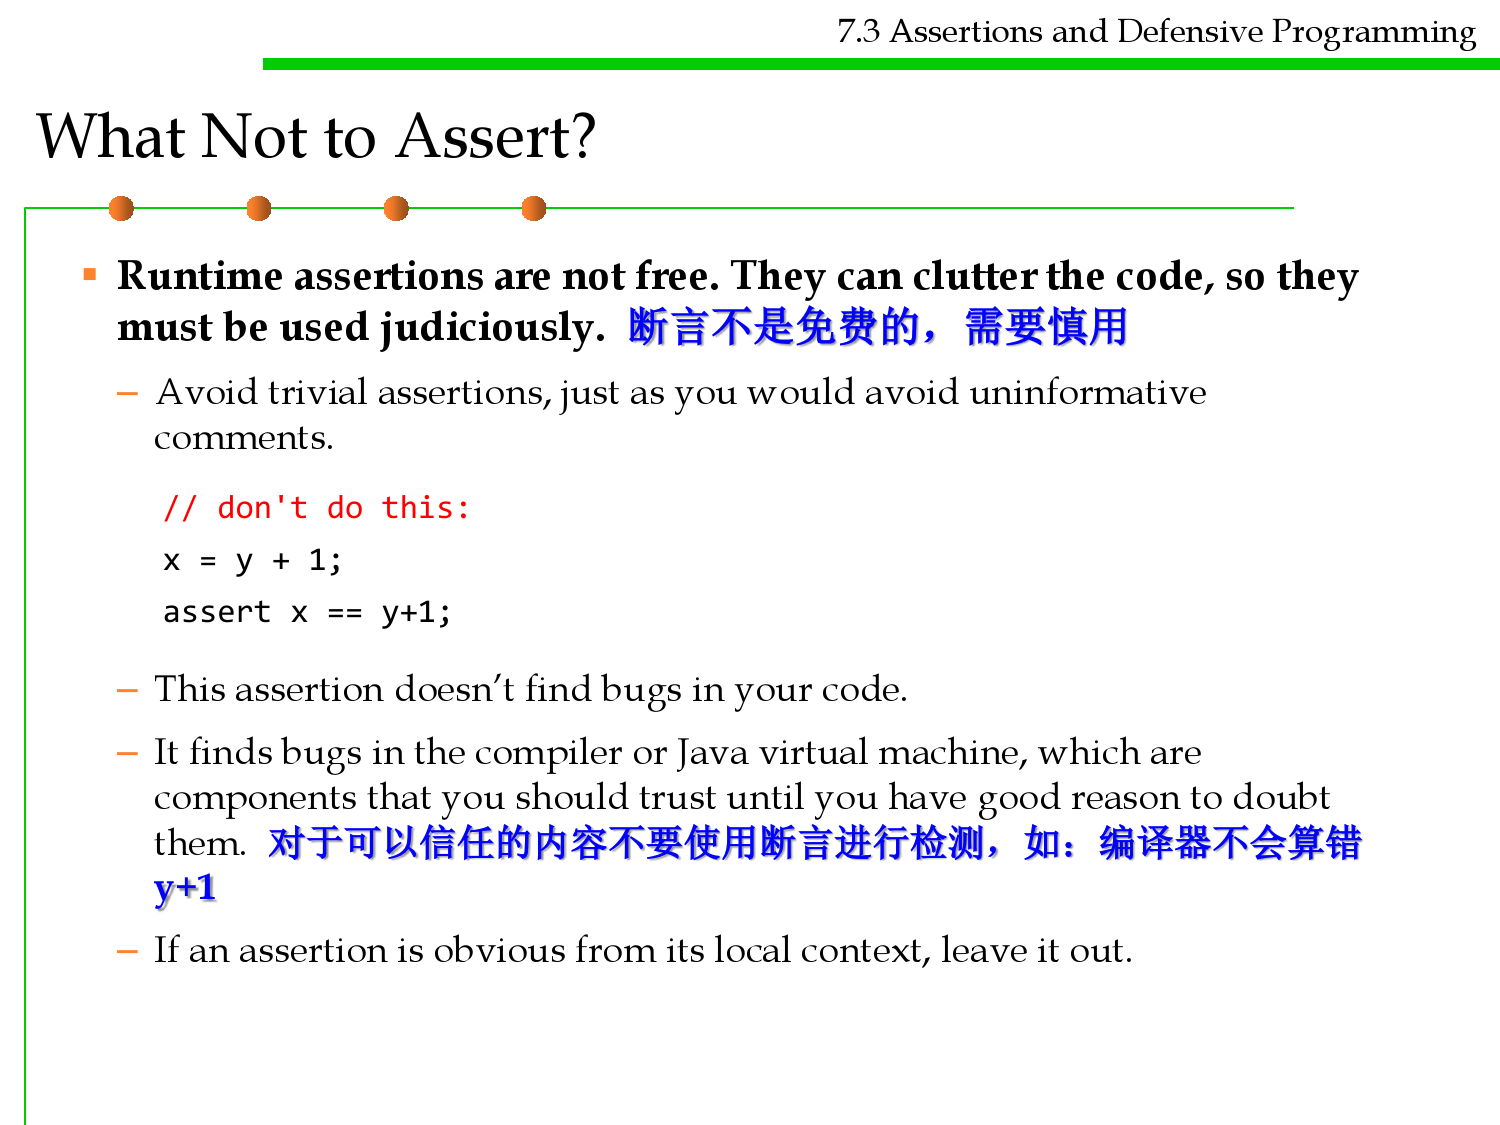 7.3 Assertions and Defensive Programming
What Not to Assert?
▪ Runtime assertions are not free. They can clutter the code, so they
must be used judiciously. 断言不是免费的，需要慎用
– Avoid trivial assertions, just as you would avoid uninformative
comments.
// don't do this:
x = y + 1;
assert x == y+1;
– This assertion doesn’t find bugs in your code.
– It finds bugs in the compiler or Java virtual machine, which are
components that you should trust until you have good reason to doubt
them. 对于可以信任的内容不要使用断言进行检测，如：编译器不会算错
y+1
– If an assertion is obvious from its local context, leave it out.